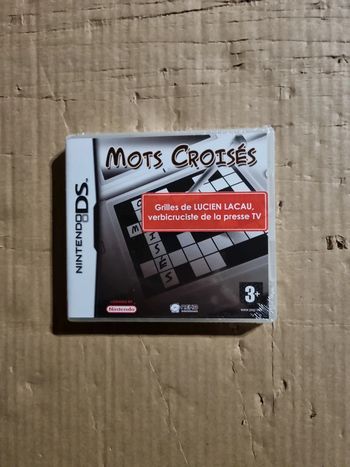 MOTS CROISÉS
Grilles de LUCIEN LACAU,
verbicruciste de la presse TV
NINTENDO DS
Nintendo
3+